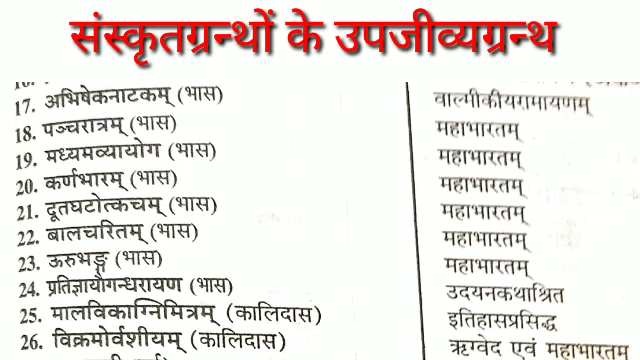 संस्कृतग्रन्थों के उपजीव्यग्रन्थ
17. अभिषेकनाटकम् (भास) वाल्मीकीयरामायणम्
18. पञ्चरात्रम् (भास) महाभारतम्
19. मध्यमव्यायोग (भास) महाभारतम्
20. कर्णभारम् (भास) महाभारतम्
21. दूतघटोत्कचम् (भास) महाभारतम्
22. बालचरितम् (भास) महाभारतम्
23. ऊरुभङ्ग (भास) महाभारतम्
24. प्रतिज्ञायौगन्धरायण (भास) उदयनकथाश्रित
25. मालविकाग्निमित्रम् (कालिदास) इतिहासप्रसिद्ध
26. विक्रमोर्वशीयम् (कालिदास) ऋग्वेद एवं महाभारतम्